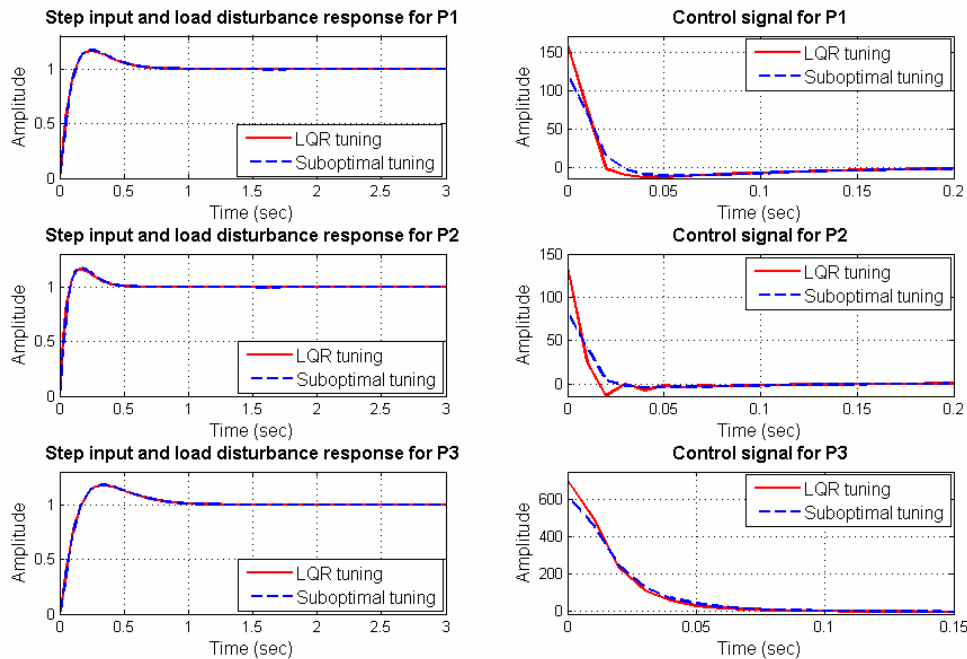 Step input and load disturbance response for P1
Amplitude
1
0.5
0
0
0.5
1
1.5
2
2.5
3
Time (sec)
LQR tuning
Suboptimal tuning
Control signal for P1
Amplitude
150
100
50
0
0
0.05
0.1
0.15
0.2
Time (sec)
LQR tuning
Suboptimal tuning
Step input and load disturbance response for P2
Amplitude
1
0.5
0
0
0.5
1
1.5
2
2.5
3
Time (sec)
LQR tuning
Suboptimal tuning
Control signal for P2
Amplitude
150
100
50
0
0
0.05
0.1
0.15
0.2
Time (sec)
LQR tuning
Suboptimal tuning
Step input and load disturbance response for P3
Amplitude
1
0.5
0
0
0.5
1
1.5
2
2.5
3
Time (sec)
LQR tuning
Suboptimal tuning
Control signal for P3
Amplitude
600
400
200
0
0
0.05
0.1
0.15
Time (sec)
LQR tuning
Suboptimal tuning